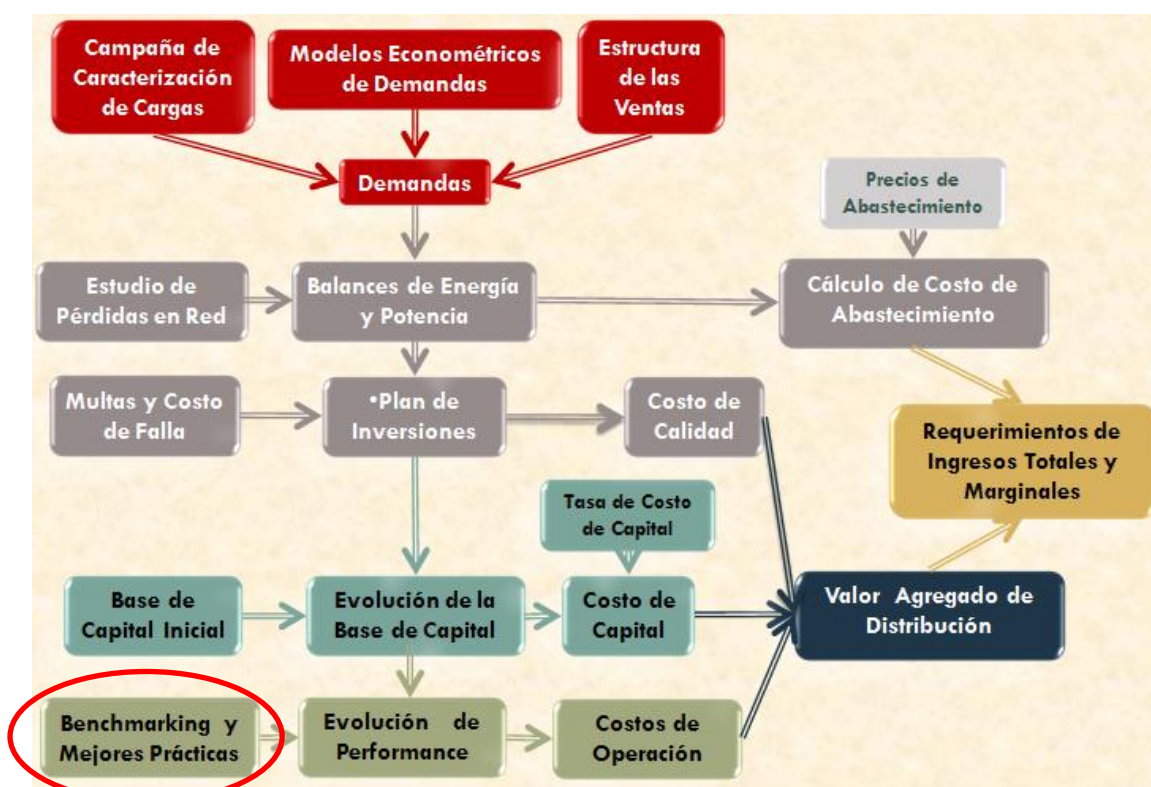 Campaña de
Caracterización
de Cargas
Modelos Econométricos
de Demandas
Estructura
de las
Ventas
Demandas
Precios de
Abastecimiento
Estudio de
Pérdidas en Red
Balances de Energía
y Potencia
Cálculo de Costo de
Abastecimiento
Multas y Costo
de Falla
•Plan de
Inversiones
Costo de
Calidad
Requerimientos de
Ingresos Totales y
Marginales
Tasa de Costo
de Capital
Base de
Capital Inicial
Evolución de la
Base de Capital
Costo de
Capital
Valor Agregado de
Distribución
Benchmarking y
Mejores Prácticas
Evolución de
Performance
Costos de
Operación